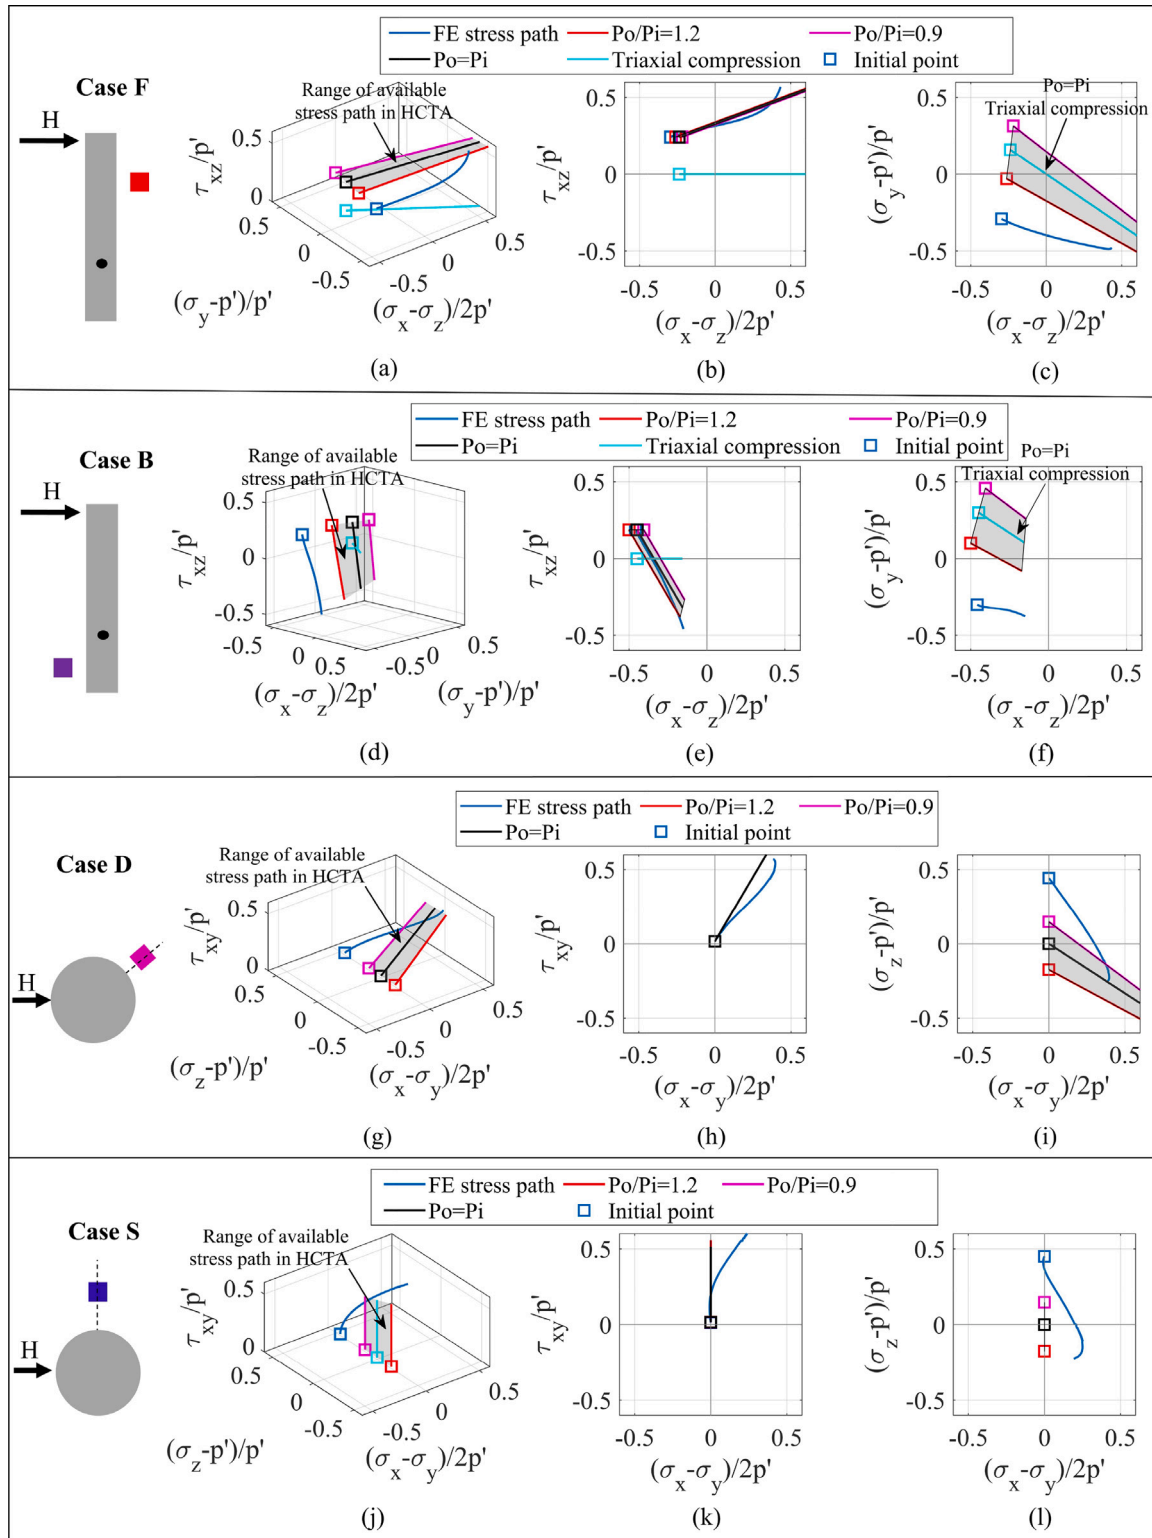 FE stress path Po/Pi=1.2 Po/Pi=0.9
Po=Pi Triaxial compression Initial point
Case F
H
Range of available
stress path in HCTA
τxz/p'
0.5
0
0.5
0
-0.5
-0.5
0
0.5
(σy-p')/p'
(σx-σz)/2p'
(a)
τxz/p'
0.5
0
-0.5
-0.5 0 0.5
(σx-σz)/2p'
(b)
Po=Pi
Triaxial compression
(σy-p')/p'
0.5
0
-0.5
-0.5 0 0.5
(σx-σz)/2p'
(c)
FE stress path Po/Pi=1.2 Po/Pi=0.9
Po=Pi Triaxial compression Initial point
Case B
H
Range of available
stress path in HCTA
τxz/p'
0.5
0
-0.5
-0.5
0
0.5
-0.5
0
0.5
(σx-σz)/2p'
(σy-p')/p'
(d)
τxz/p'
0.5
0
-0.5
-0.5 0 0.5
(σx-σz)/2p'
(e)
Po=Pi
Triaxial compression
(σy-p')/p'
0.5
0
-0.5
-0.5 0 0.5
(σx-σz)/2p'
(f)
FE stress path Po/Pi=1.2 Po/Pi=0.9
Po=Pi Initial point
Case D
H
Range of available
stress path in HCTA
τxy/p'
0.5
0
0.5
0
-0.5
-0.5
0
0.5
(σz-p')/p'
(σx-σy)/2p'
(g)
τxy/p'
0.5
0
-0.5
-0.5 0 0.5
(σx-σy)/2p'
(h)
(σz-p')/p'
0.5
0
-0.5
-0.5 0 0.5
(σx-σy)/2p'
(i)
FE stress path Po/Pi=1.2 Po/Pi=0.9
Po=Pi Initial point
Case S
H
Range of available
stress path in HCTA
τxy/p'
0.5
0
0.5
0
-0.5
-0.5
0
0.5
(σz-p')/p'
(σx-σy)/2p'
(j)
τxy/p'
0.5
0
-0.5
-0.5 0 0.5
(σx-σy)/2p'
(k)
(σz-p')/p'
0.5
0
-0.5
-0.5 0 0.5
(σx-σy)/2p'
(l)